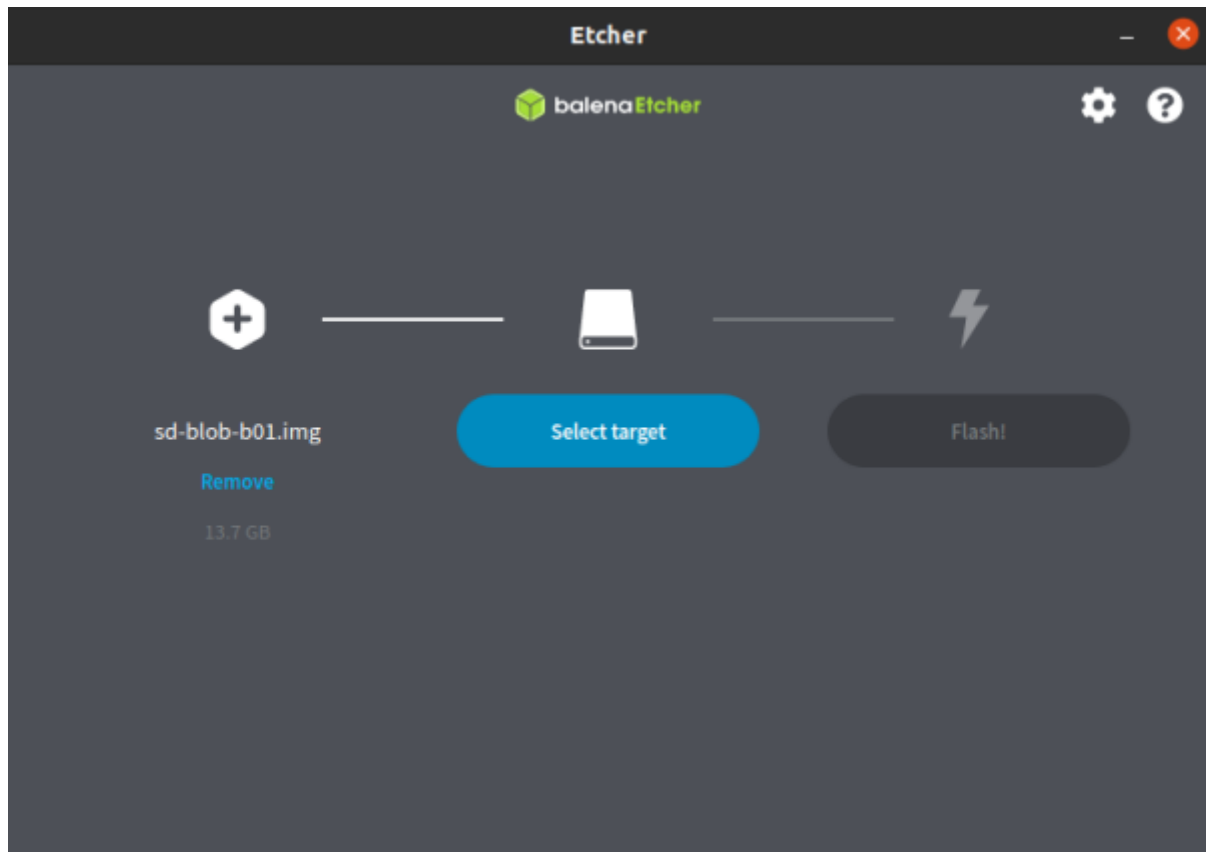 Etcher
balenaEtcher
sd-blob-b01.img
Select target
Flash!
Remove
13.7 GB